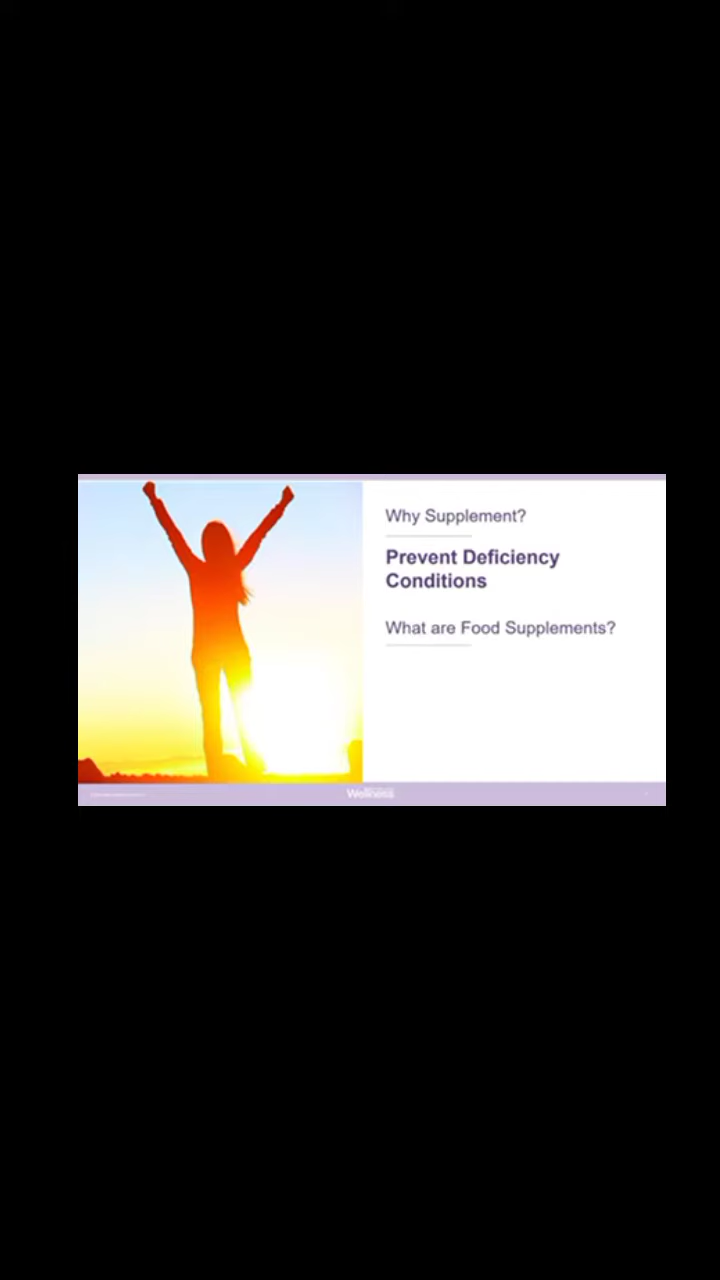 Why Supplement?
Prevent Deficiency
Conditions
What are Food Supplements?
Wellness